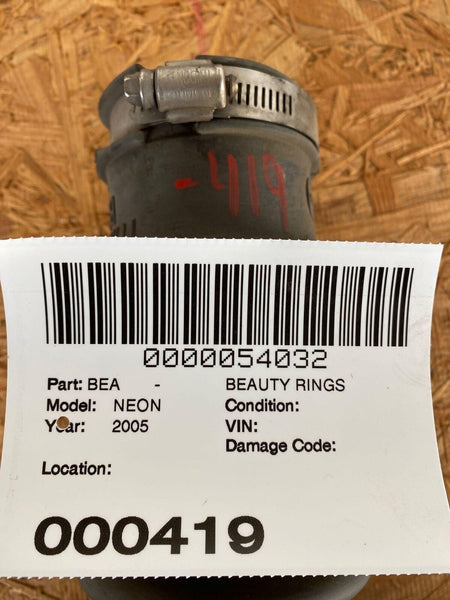 -419
0000054032
Part: BEA - BEAUTY RINGS
Model: NEON Condition:
Year: 2005 VIN:
Damage Code:
Location:
000419